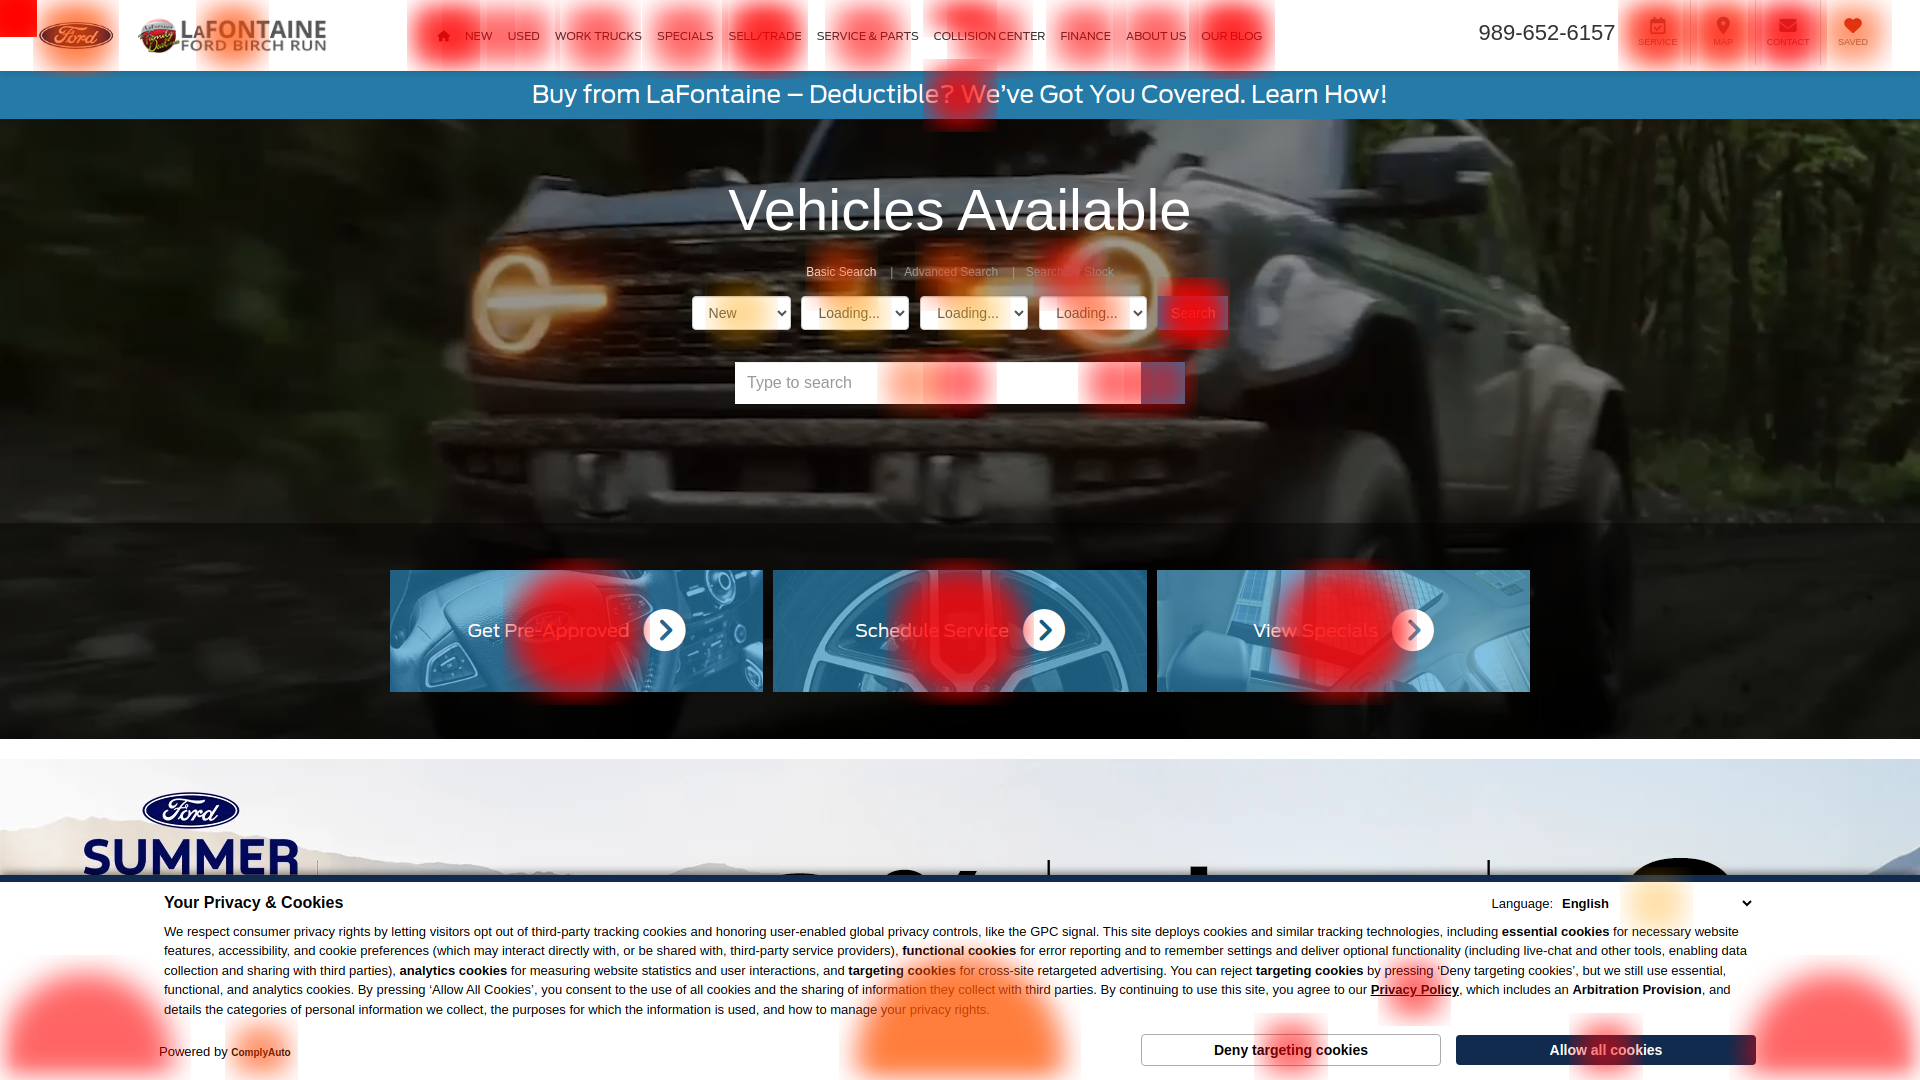 Ford
LAFONTAINE
FORD BIRCH RUN
NEW
USED
WORK TRUCKS
SPECIALS
SELL/TRADE
SERVICE & PARTS
COLLISION CENTER
FINANCE
ABOUT US
OUR BLOG
989-652-6157
SERVICE
MAP
CONTACT
SAVED
Buy from LaFontaine – Deductible? We’ve Got You Covered. Learn How!
Vehicles Available
Basic Search | Advanced Search | Search by Stock
New
Loading...
Loading...
Loading...
Search
Type to search
Get Pre-Approved
Schedule Service
View Specials
Ford
SUMMER
Your Privacy & Cookies
Language: English
We respect consumer privacy rights by letting visitors opt out of third-party tracking cookies and honoring user-enabled global privacy controls, like the GPC signal. This site deploys cookies and similar tracking technologies, including essential cookies for necessary website
features, accessibility, and cookie preferences (which may interact directly with, or be shared with, third-party service providers), functional cookies for error reporting and to remember settings and deliver optional functionality (including live-chat and other tools, enabling data
collection and sharing with third parties), analytics cookies for measuring website statistics and user interactions, and targeting cookies for cross-site retargeted advertising. You can reject targeting cookies by pressing ‘Deny targeting cookies’, but we still use essential,
functional, and analytics cookies. By pressing ‘Allow All Cookies’, you consent to the use of all cookies and the sharing of information they collect with third parties. By continuing to use this site, you agree to our Privacy Policy, which includes an Arbitration Provision, and
details the categories of personal information we collect, the purposes for which the information is used, and how to manage your privacy rights.
Powered by ComplyAuto
Deny targeting cookies
Allow all cookies